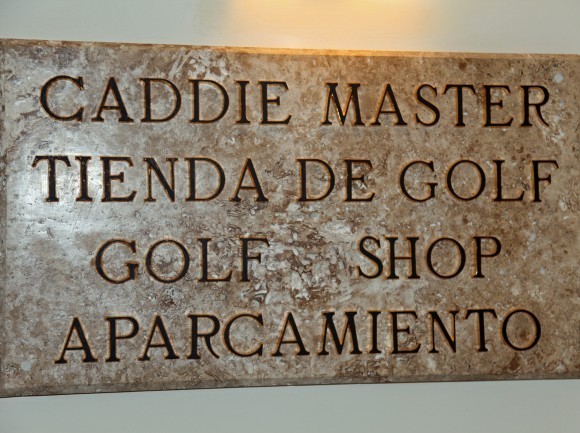 CADDIE MASTER
TIENDA DE GOLF
GOLF SHOP
APARCAMIENTO